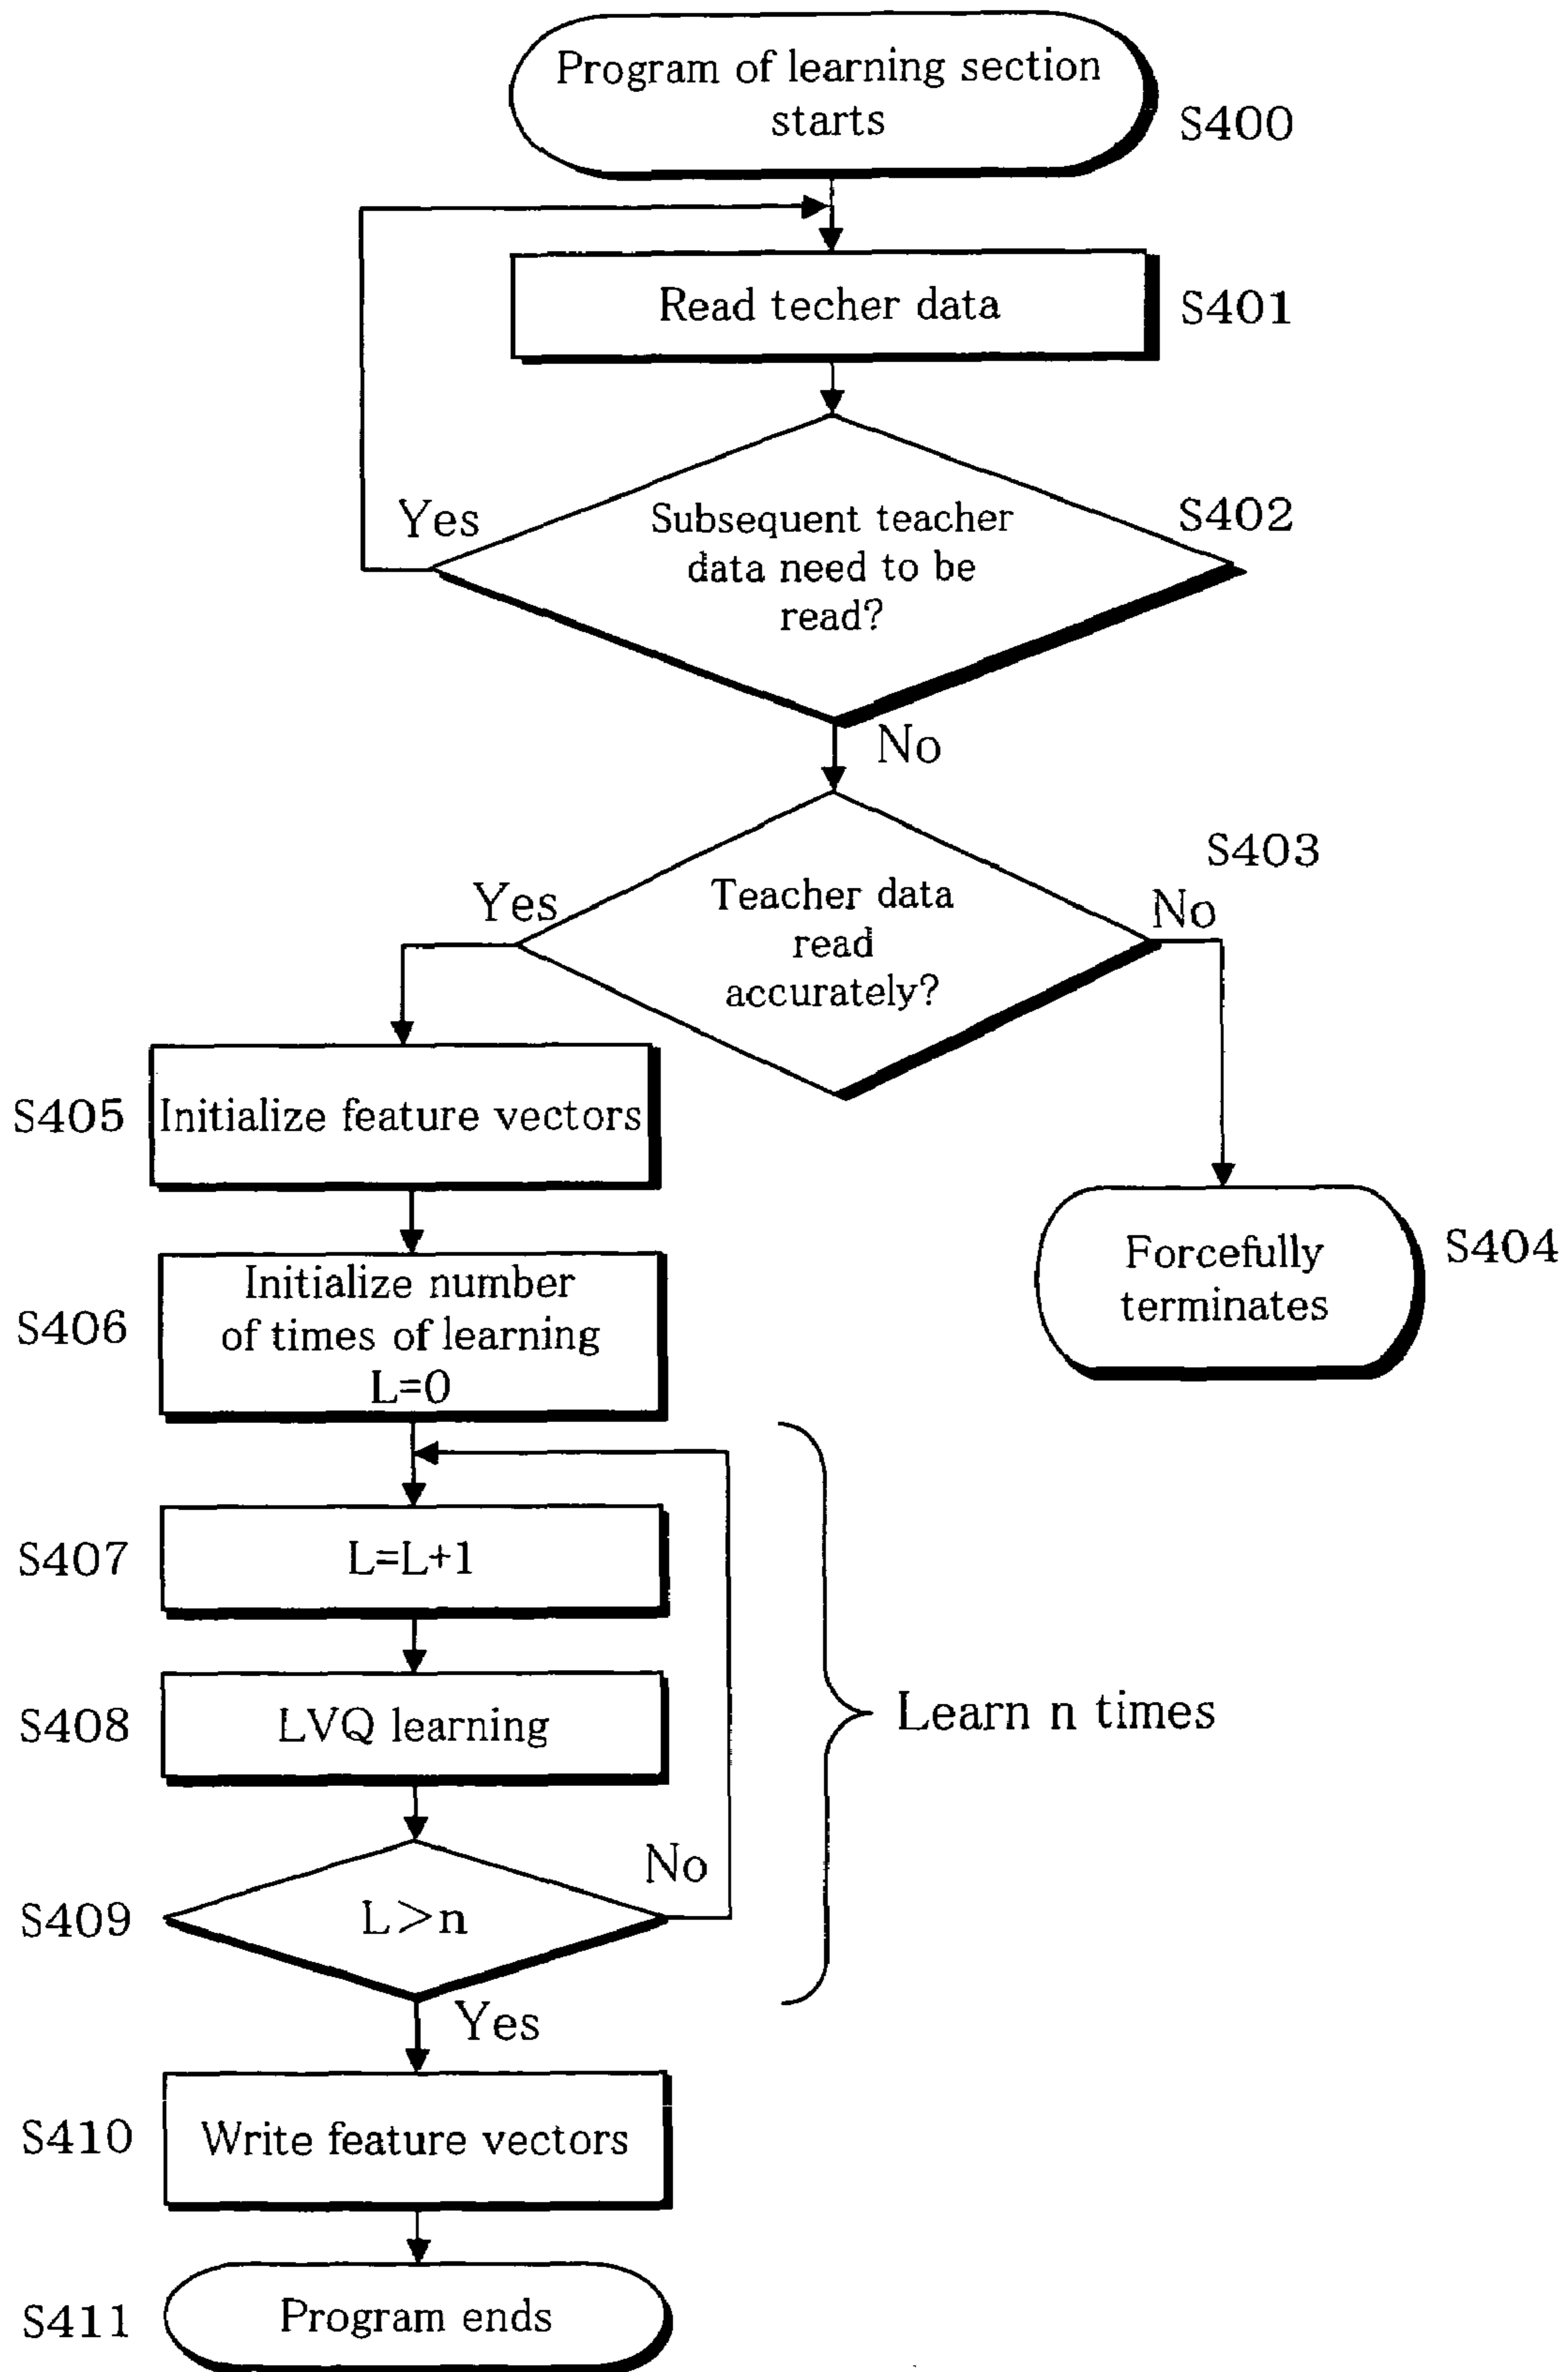 Program of learning section
starts
S400
Read techer data
S401
Yes
Subsequent teacher
data need to be
read?
S402
No
S403
Yes
Teacher data
read
accurately?
No
S405
Initialize feature vectors
Forcefully
terminates
S404
S406
Initialize number
of times of learning
L=0
S407
L=L+1
S408
LVQ learning
Learn n times
No
S409
L>n
Yes
S410
Write feature vectors
S411
Program ends